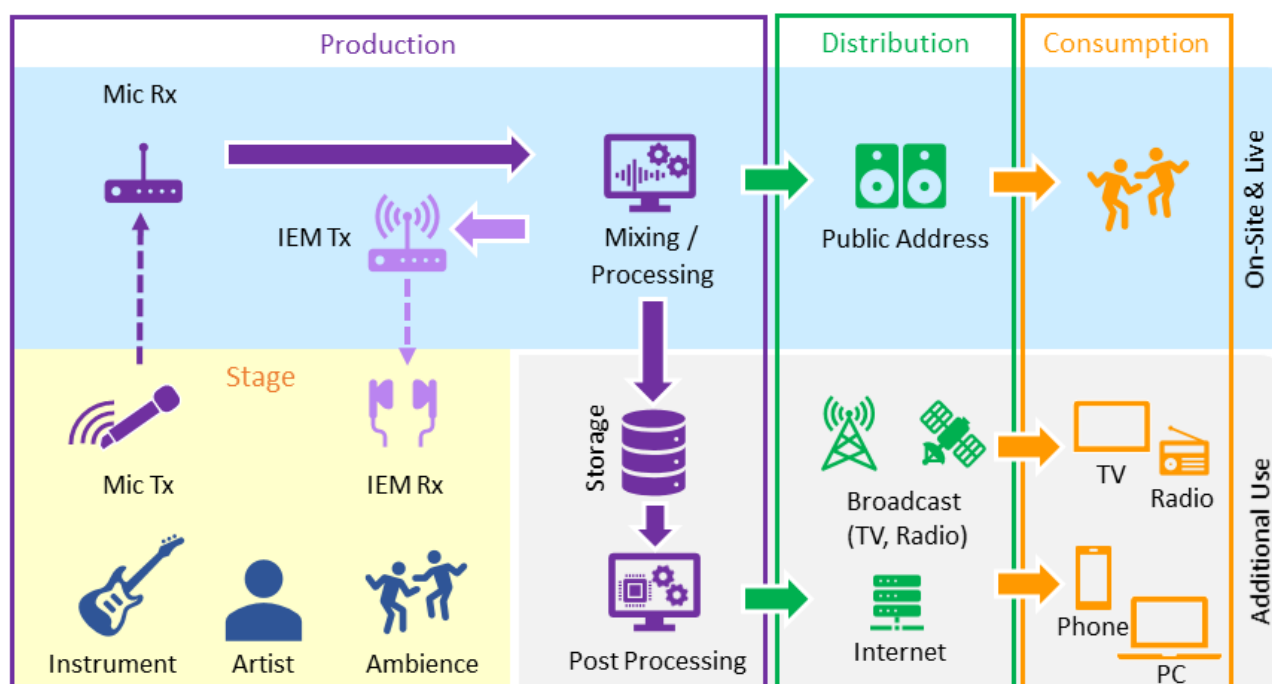 Production
Distribution
Consumption
Mic Rx
IEM Tx
Mixing /
Processing
Public Address
On-Site & Live
Stage
Mic Tx
IEM Rx
Storage
Broadcast
(TV, Radio)
TV
Radio
Additional Use
Instrument
Artist
Ambience
Post Processing
Internet
Phone
PC